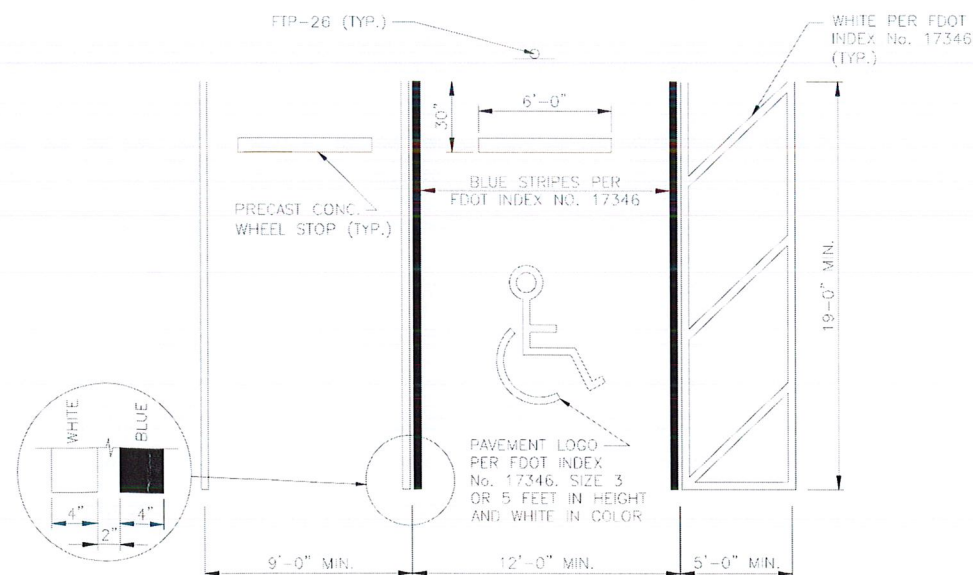 FTP-26 (TYP.)
WHITE PER FDOT
INDEX No. 17346
(TYP.)
6'-0"
30"
BLUE STRIPES PER
FDOT INDEX NO. 17346
PRECAST CONC.
WHEEL STOP (TYP.)
19-0" MIN.
WHITE
BLUE
4"
4"
2"
PAVEMENT LOGO
PER FDOT INDEX
No. 17346. SIZE 3
OR 5 FEET IN HEIGHT
AND WHITE IN COLOR
9'-0" MIN.
12'-0" MIN.
5'-0" MIN.